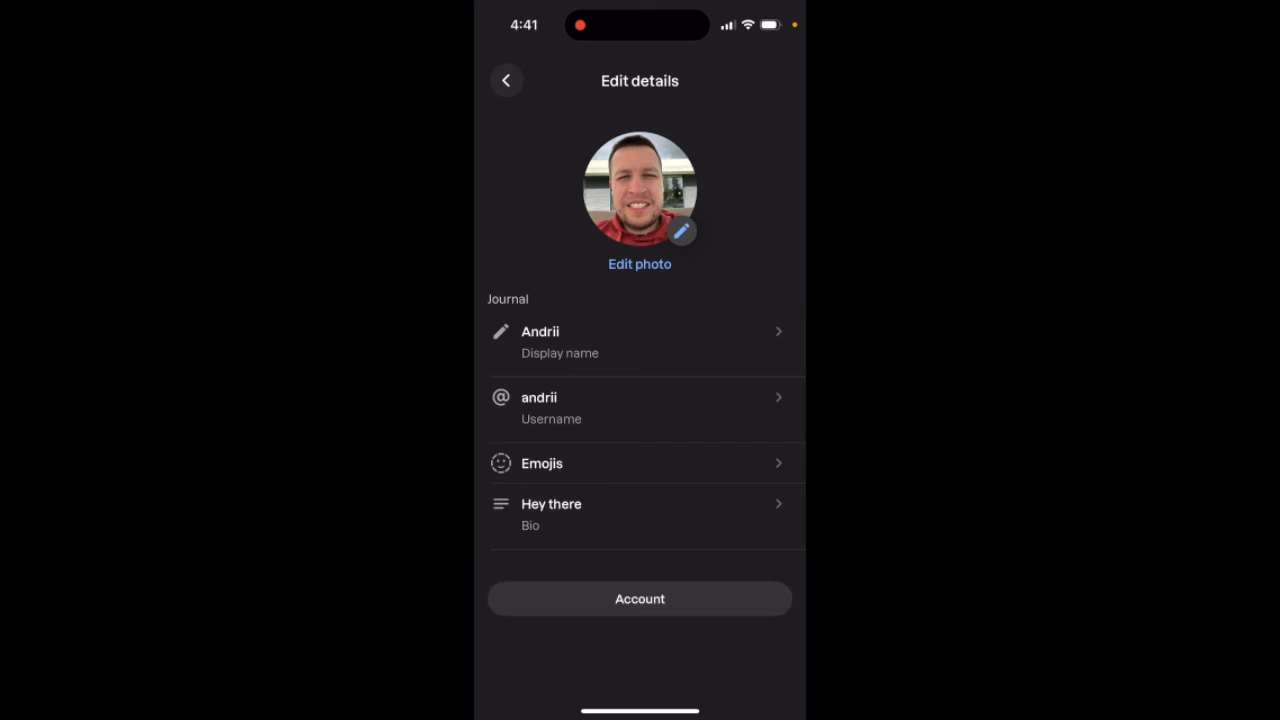 4:41
Edit details
Edit photo
Journal
Andrii
Display name
@ andrii
Username
Emojis
Hey there
Bio
Account